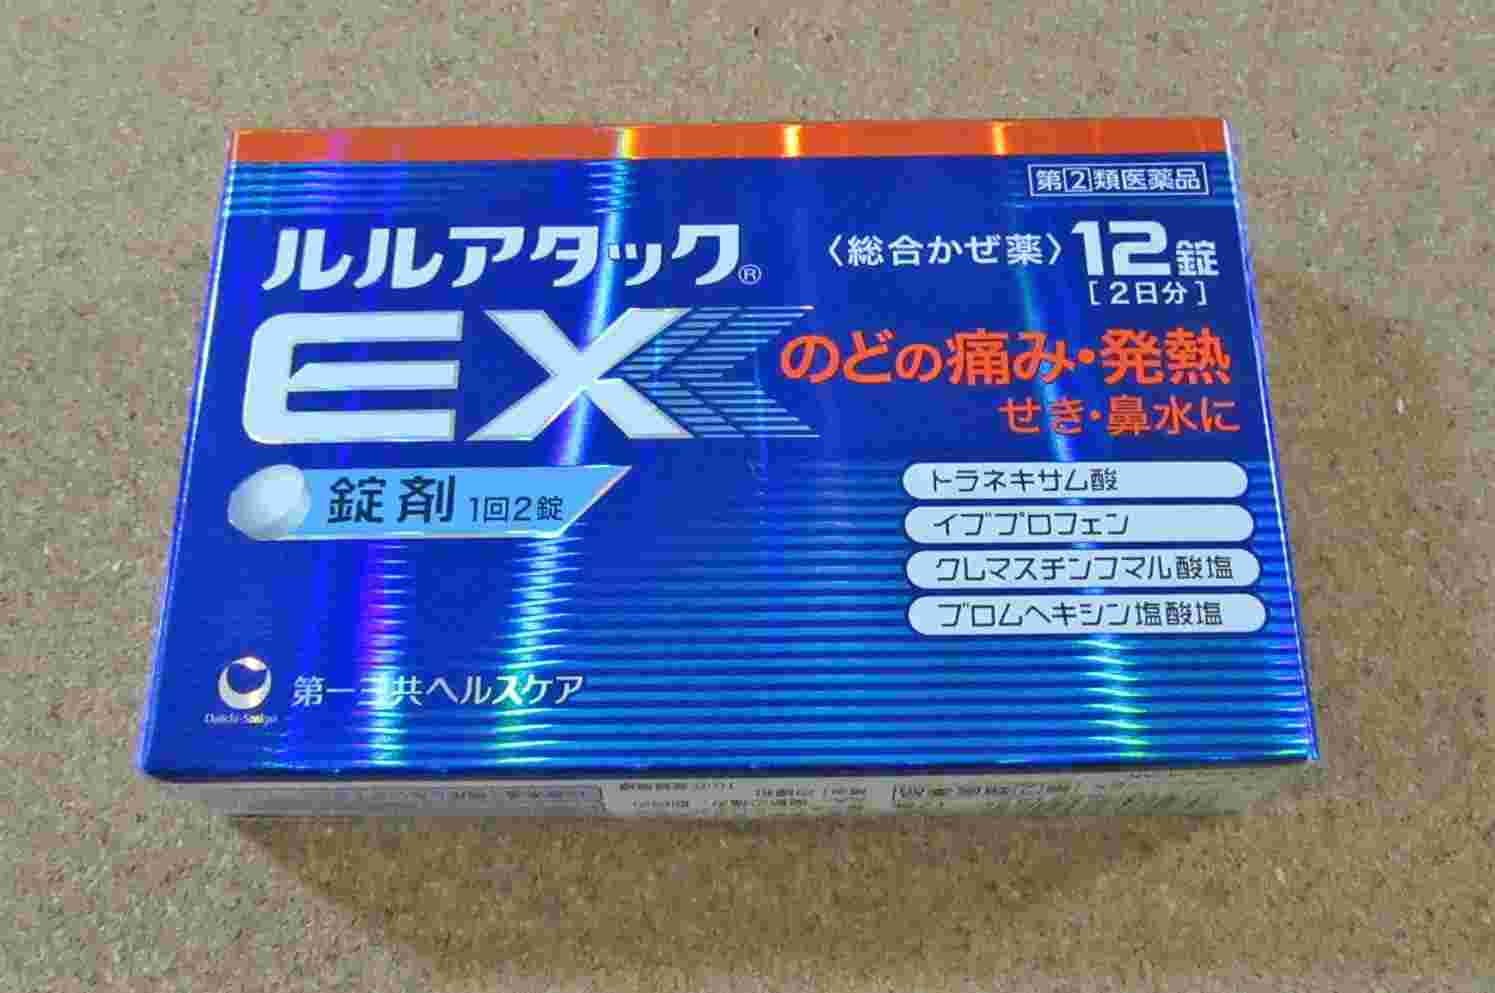 第②類医薬品
ルルアタック®
EX
〈総合かぜ薬〉12錠
[2日分]
のどの痛み・発熱
せき・鼻水に
錠剤 1回2錠
トラネキサム酸
イブプロフェン
クレマスチンフマル酸塩
ブロムヘキシン塩酸塩
第一三共ヘルスケア
Daiichi-Sankyo